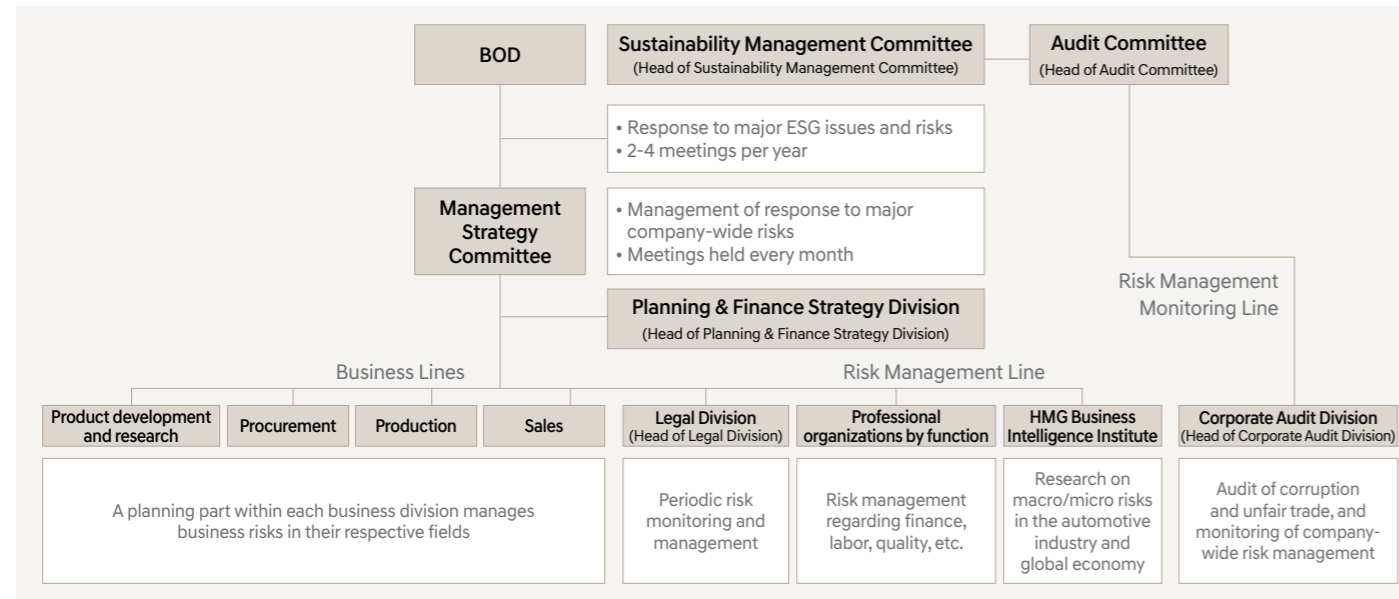 BOD
Sustainability Management Committee
(Head of Sustainability Management Committee)
Audit Committee
(Head of Audit Committee)
• Response to major ESG issues and risks
• 2-4 meetings per year
Management
Strategy
Committee
• Management of response to major
company-wide risks
• Meetings held every month
Risk Management
Monitoring Line
Planning & Finance Strategy Division
(Head of Planning & Finance Strategy Division)
Business Lines
Risk Management Line
Product development
and research
Procurement
Production
Sales
Legal Division
(Head of Legal Division)
Professional
organizations by function
HMG Business
Intelligence Institute
Corporate Audit Division
(Head of Corporate Audit Division)
A planning part within each business division manages
business risks in their respective fields
Periodic risk
monitoring and
management
Risk management
regarding finance,
labor, quality, etc.
Research on
macro/micro risks
in the automotive
industry and
global economy
Audit of corruption
and unfair trade, and
monitoring of company-
wide risk management